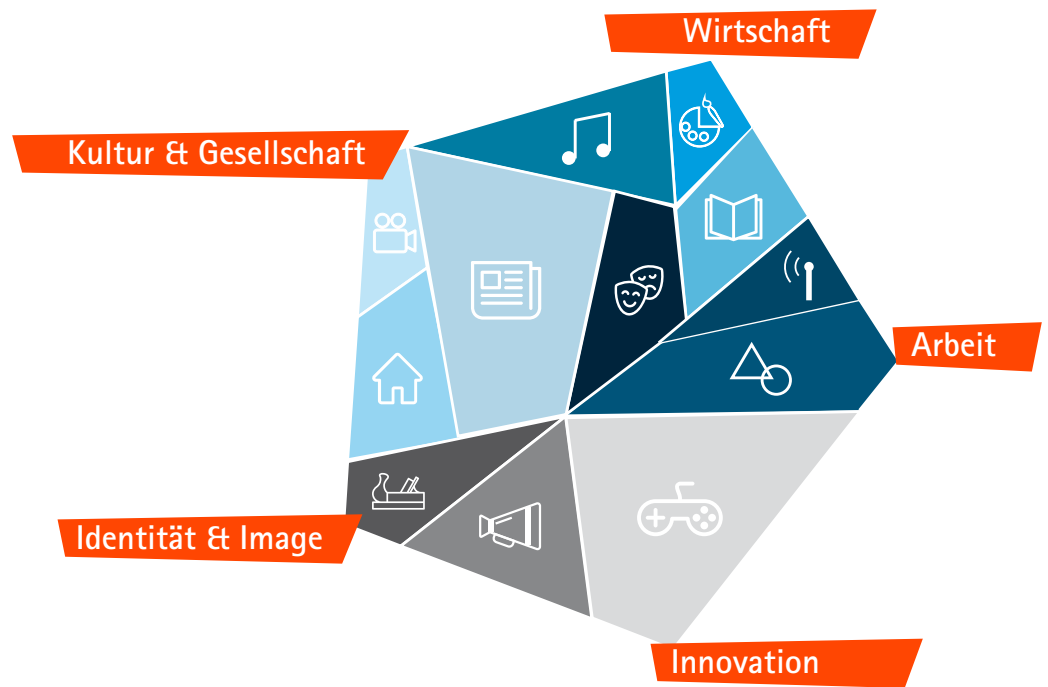 Wirtschaft
Kultur & Gesellschaft
Arbeit
Identität & Image
Innovation